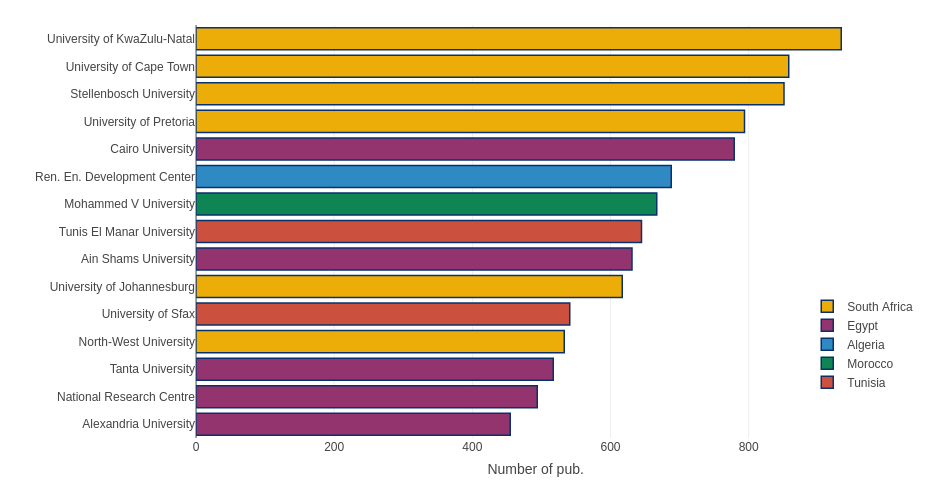 University of KwaZulu-Natal
University of Cape Town
Stellenbosch University
University of Pretoria
Cairo University
Ren. En. Development Center
Mohammed V University
Tunis El Manar University
Ain Shams University
University of Johannesburg
University of Sfax
North-West University
Tanta University
National Research Centre
Alexandria University
0 200 400 600 800
Number of pub.
South Africa
Egypt
Algeria
Morocco
Tunisia